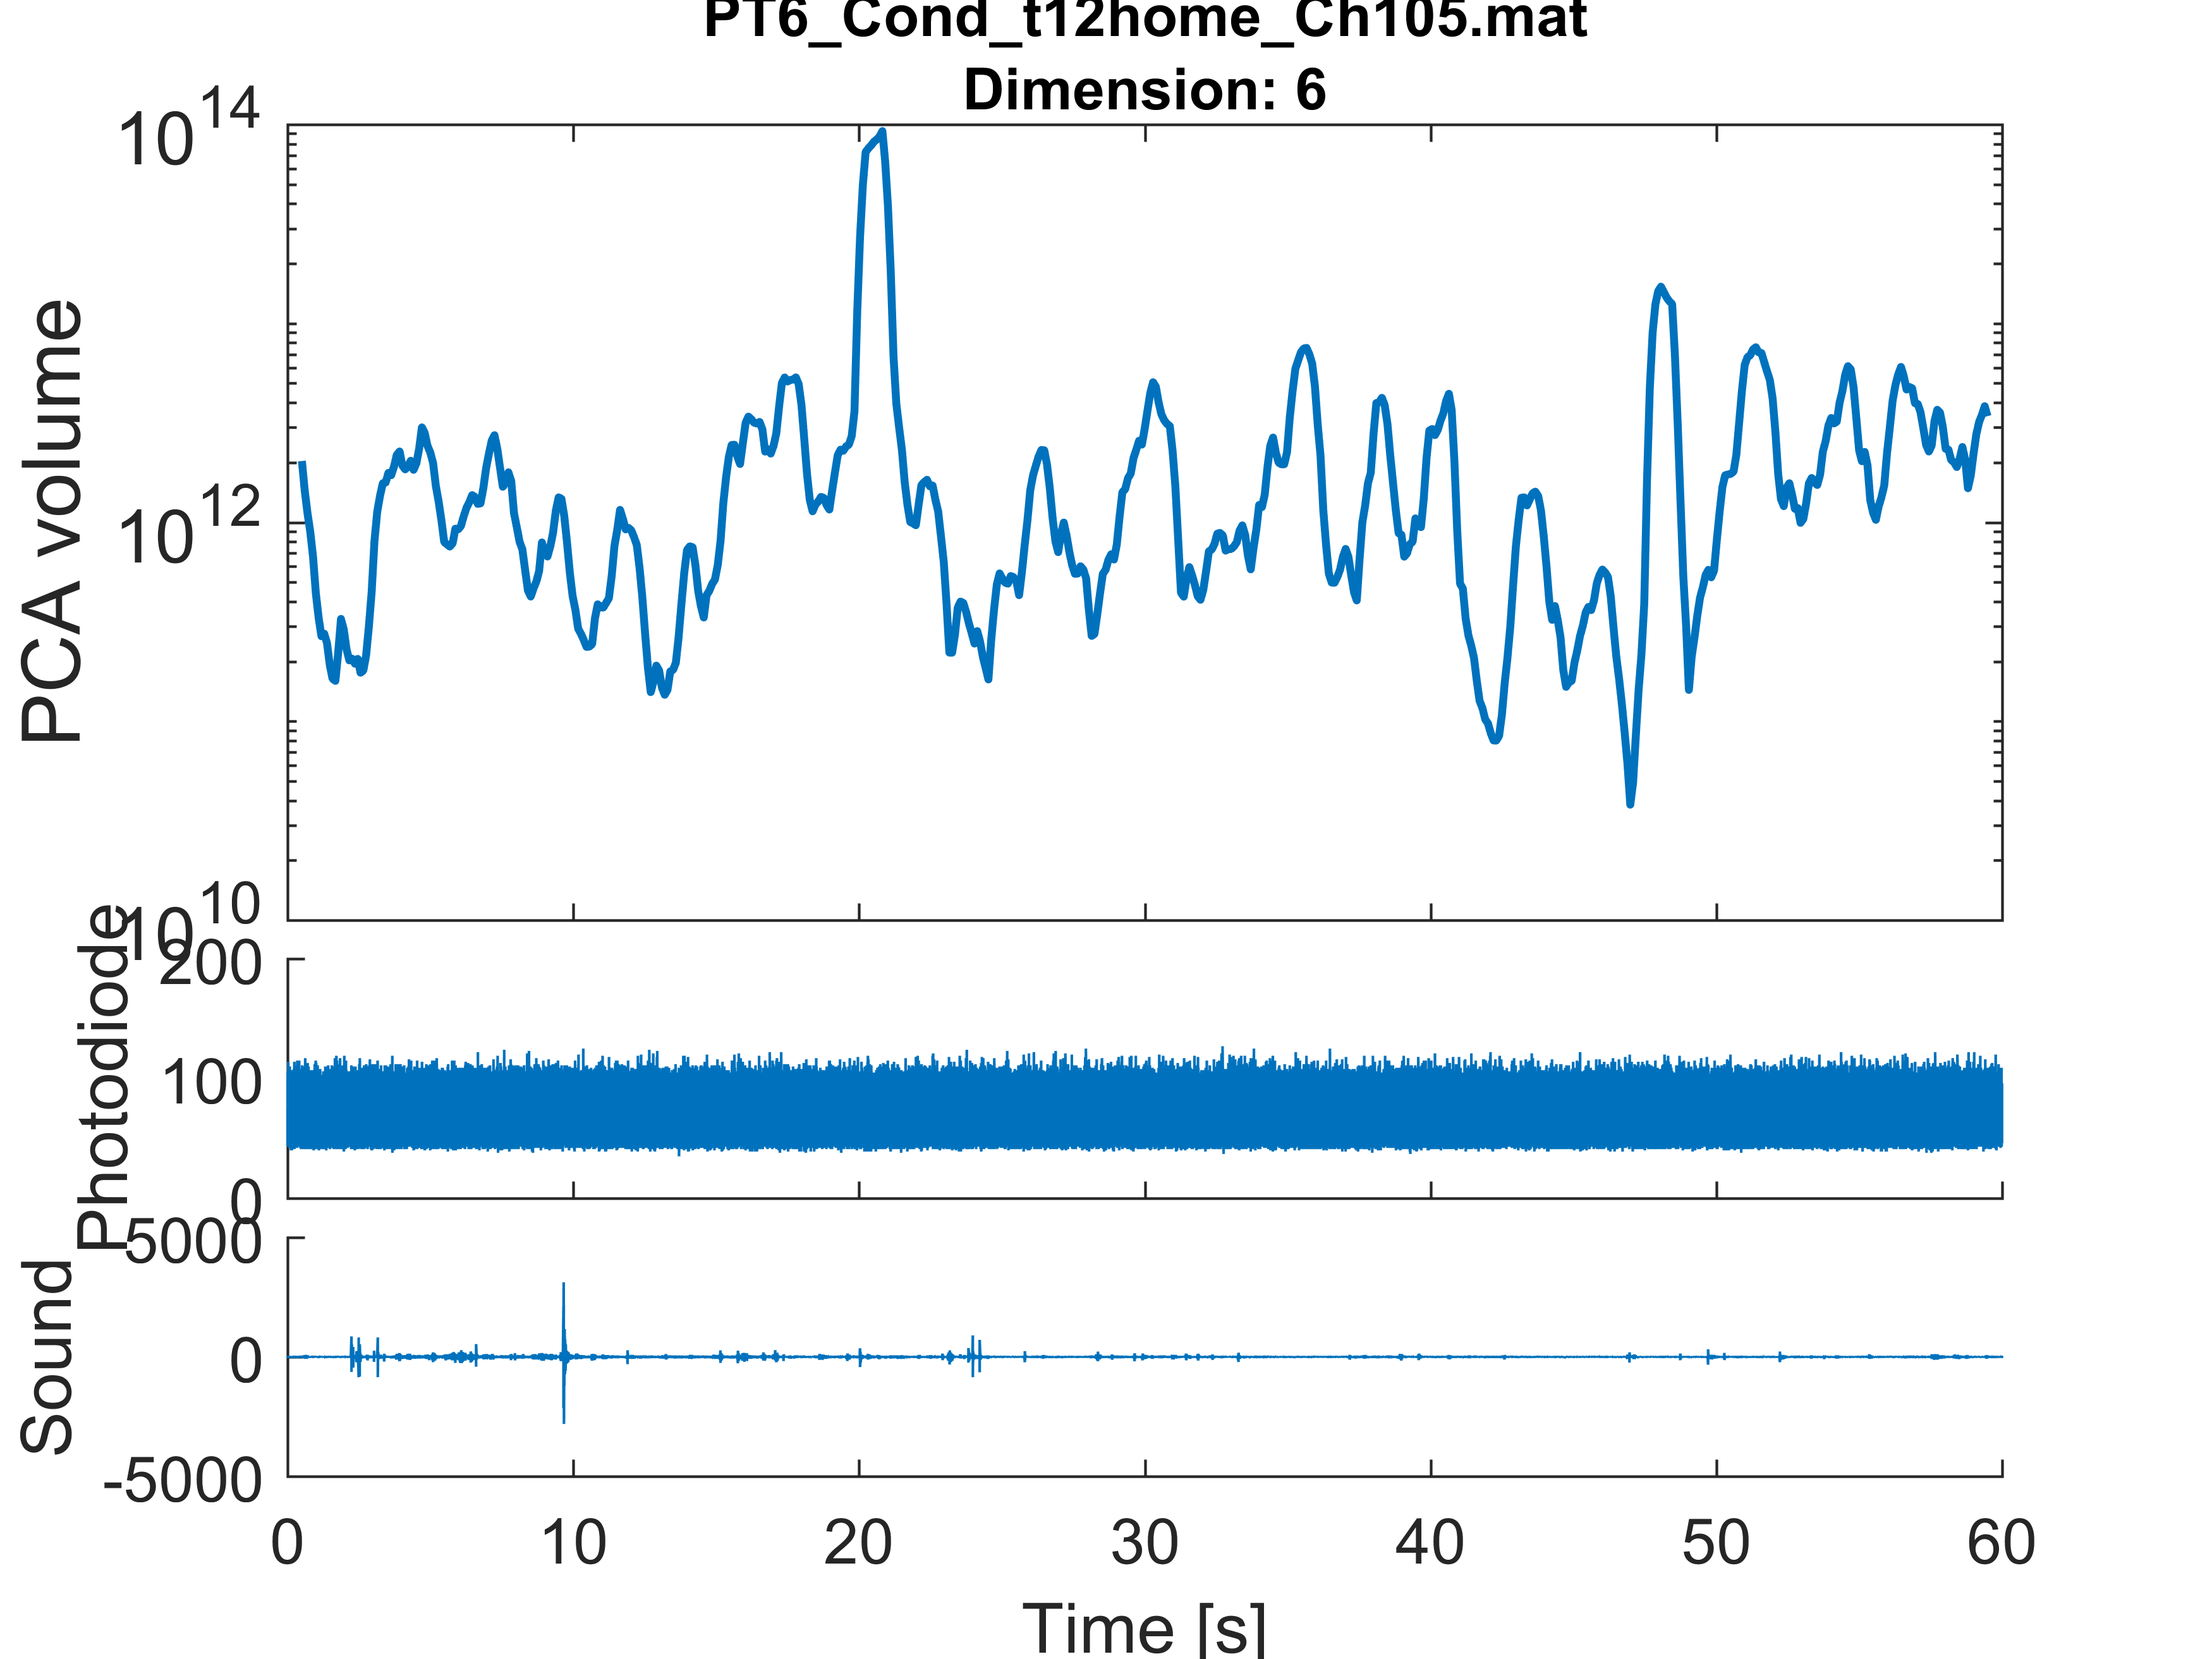 PT6_Cond_t12home_Ch105.mat
Dimension: 6
PCA volume
10^14
10^12
10^10
Photodiode
200
100
0
Sound
5000
0
-5000
0 10 20 30 40 50 60
Time [s]